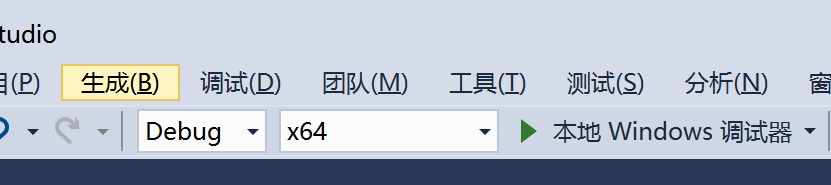 tudio
目(P) 生成(B) 调试(D) 团队(M) 工具(T) 测试(S) 分析(N) 窗
Debug x64 本地 Windows 调试器